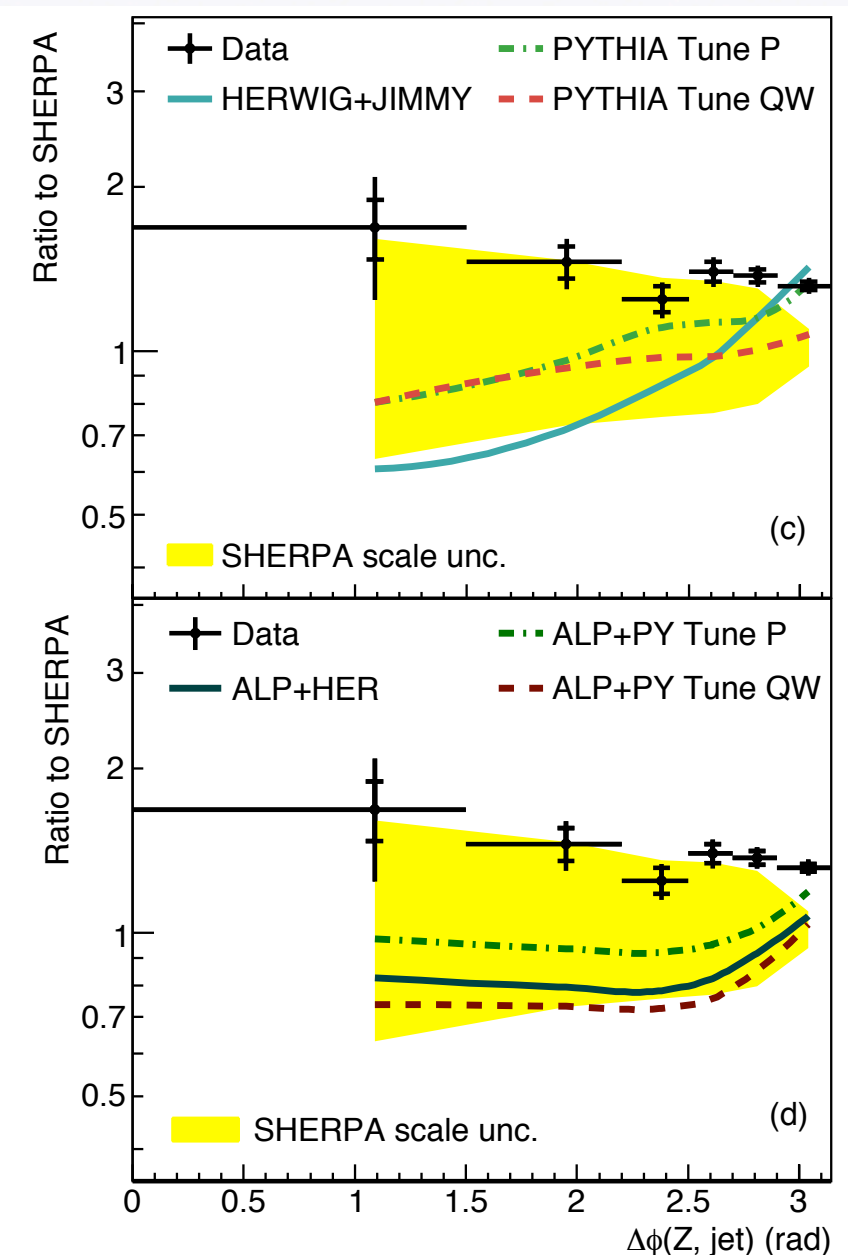 Ratio to SHERPA
Data
PYTHIA Tune P
HERWIG+JIMMY
PYTHIA Tune QW
3
2
1
0.7
0.5
(c)
SHERPA scale unc.
Ratio to SHERPA
Data
ALP+PY Tune P
ALP+HER
ALP+PY Tune QW
3
2
1
0.7
0.5
(d)
SHERPA scale unc.
0 0.5 1 1.5 2 2.5 3
Δϕ(Z, jet) (rad)